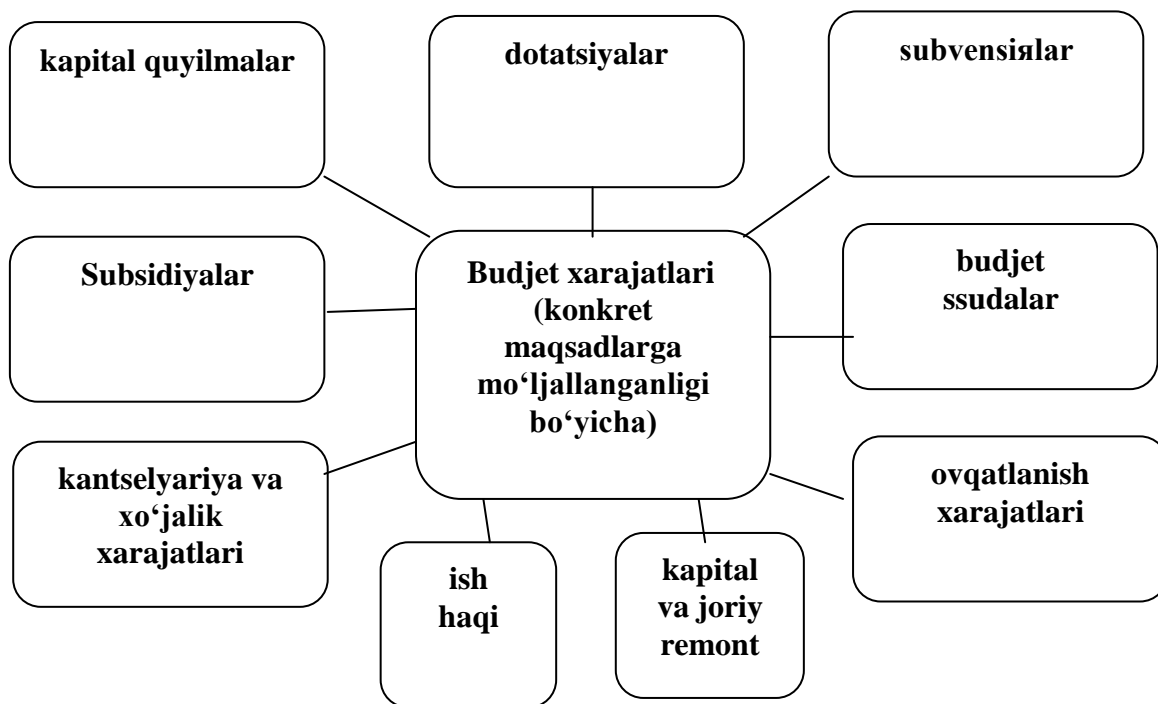 kapital quyilmalar
dotatsiyalar
subvensiяlar
Subsidiyalar
Budjet xarajatlari
(konkret
maqsadlarga
mo‘ljallanganligi
bo‘yicha)
budjet
ssudalar
kantselyariya va
xo‘jalik
xarajatlari
ish
haqi
kapital
va joriy
remont
ovqatlanish
xarajatlari